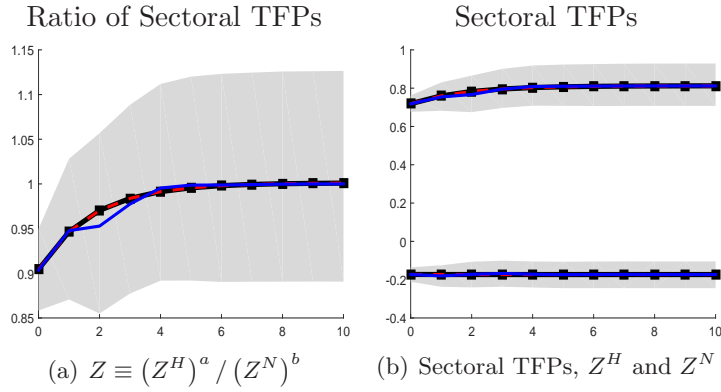 Ratio of Sectoral TFPs
1.15
1.1
1.05
1
0.95
0.9
0.85
0 2 4 6 8 10
(a) Z ≡ (Z^H)^a / (Z^N)^b
Sectoral TFPs
1
0.8
0.6
0.4
0.2
0
-0.2
-0.4
0 2 4 6 8 10
(b) Sectoral TFPs, Z^H and Z^N